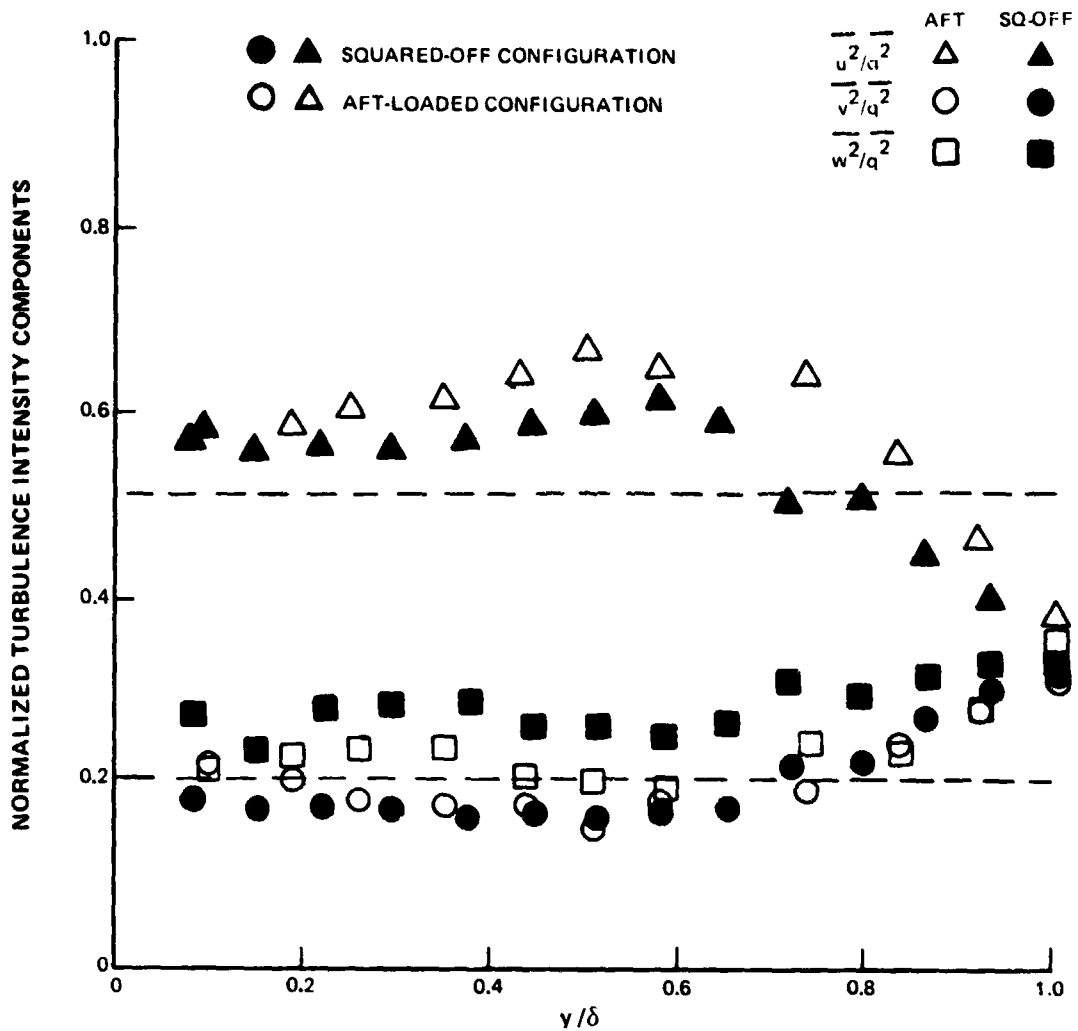 AFT SQ-OFF
u²/q²
v²/q²
w²/q²
SQUARED-OFF CONFIGURATION
AFT-LOADED CONFIGURATION
NORMALIZED TURBULENCE INTENSITY COMPONENTS
1.0
0.8
0.6
0.4
0.2
0
0 0.2 0.4 0.6 0.8 1.0
y/δ